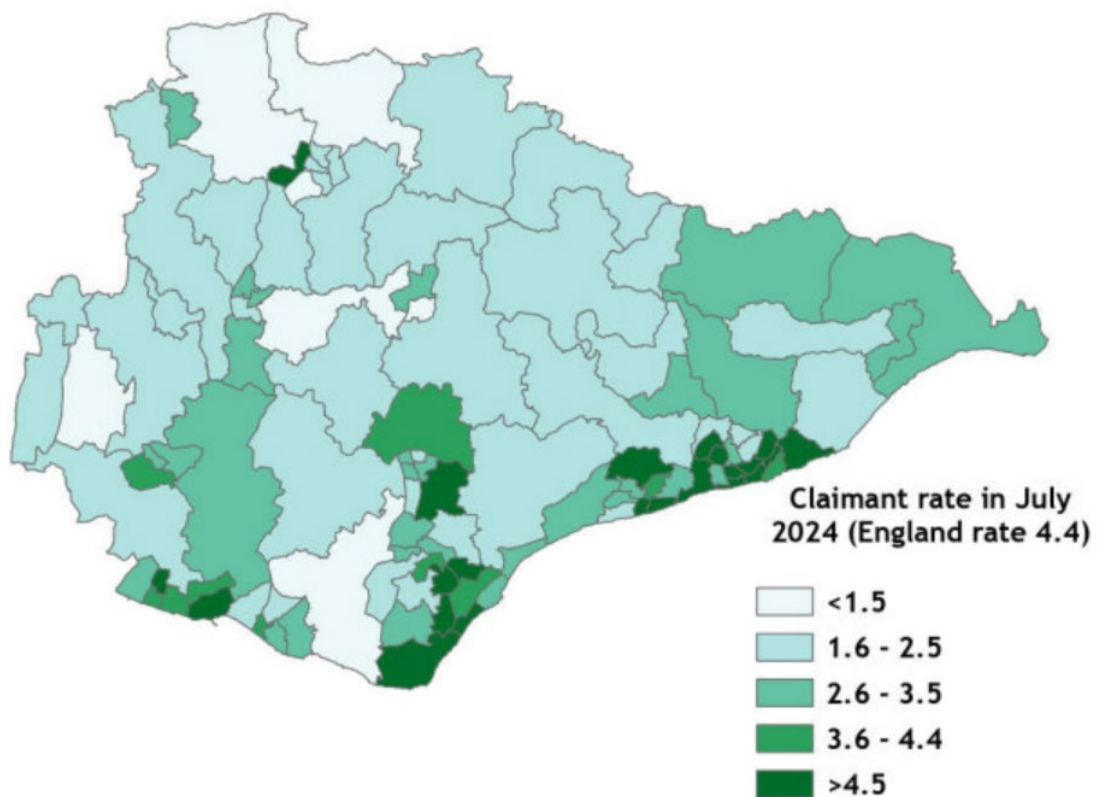 Claimant rate in July
2024 (England rate 4.4)
<1.5
1.6 - 2.5
2.6 - 3.5
3.6 - 4.4
>4.5